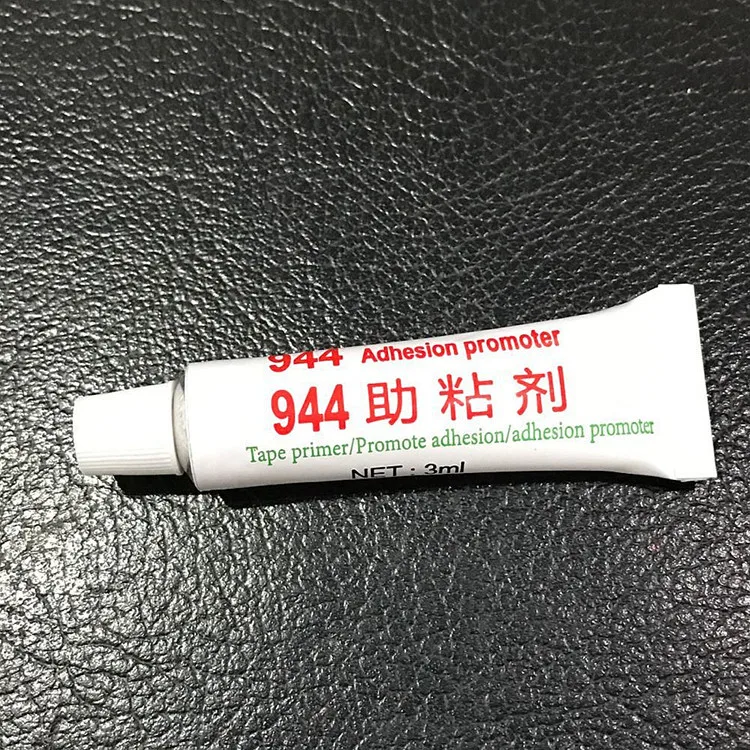 944 Adhesion promoter
944 助粘剂
Tape primer/Promote adhesion/adhesion promoter
NET : 3ml